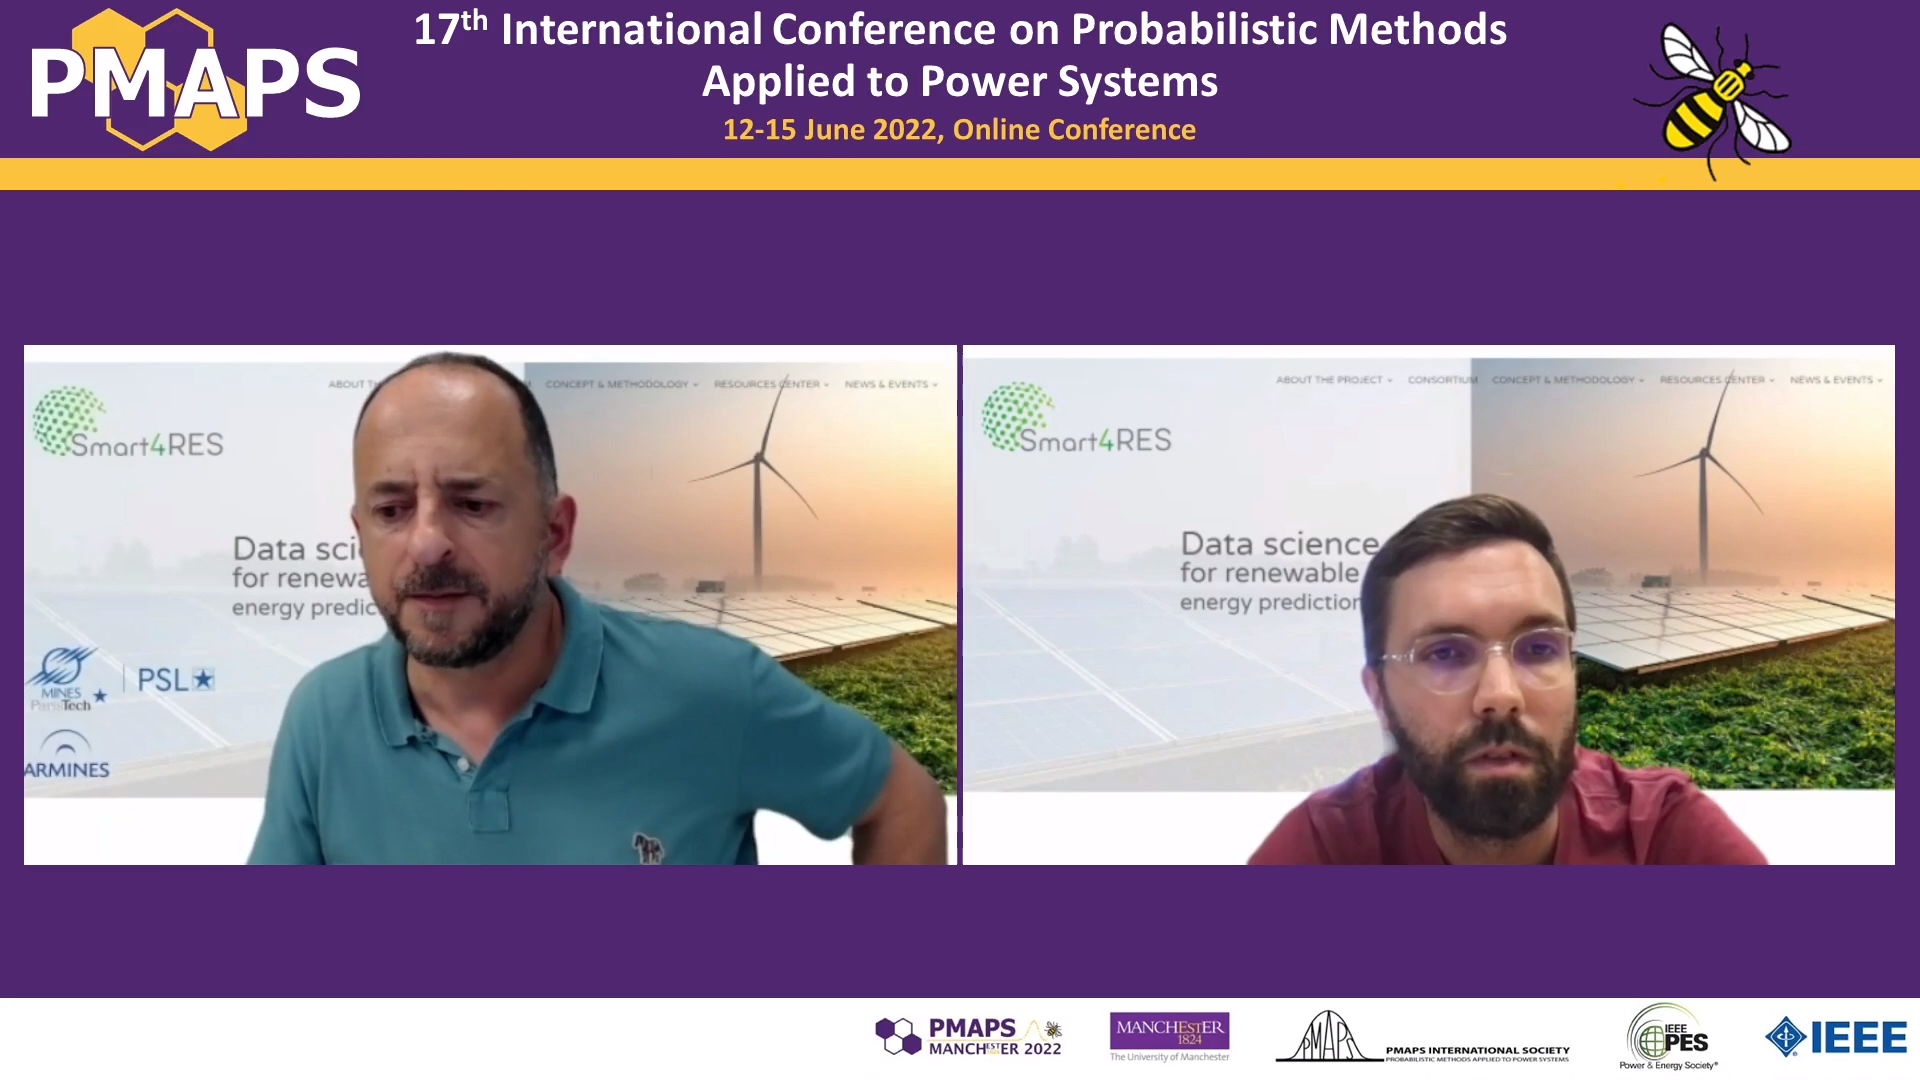 PMAPS
17th International Conference on Probabilistic Methods
Applied to Power Systems
12-15 June 2022, Online Conference
ABOUT TH
CONCEPT & METHODOLOGY
RESOURCES CENTER
NEWS & EVENTS
Smart4RES
Data sci
for renewa
energy predic
MINES
ParisTech
PSL
ARMINES
ABOUT THE PROJECT
CONSORTIUM
CONCEPT & METHODOLOGY
RESOURCES CENTER
NEWS & EVENTS
Smart4RES
Data science
for renewable
energy prediction
PMAPS
MANCHESTER 2022
MANCHESTER
1824
The University of Manchester
PMAPS
PMAPS INTERNATIONAL SOCIETY
PROBABILISTIC METHODS APPLIED TO POWER SYSTEMS
IEEE
PES
Power & Energy Society®
IEEE